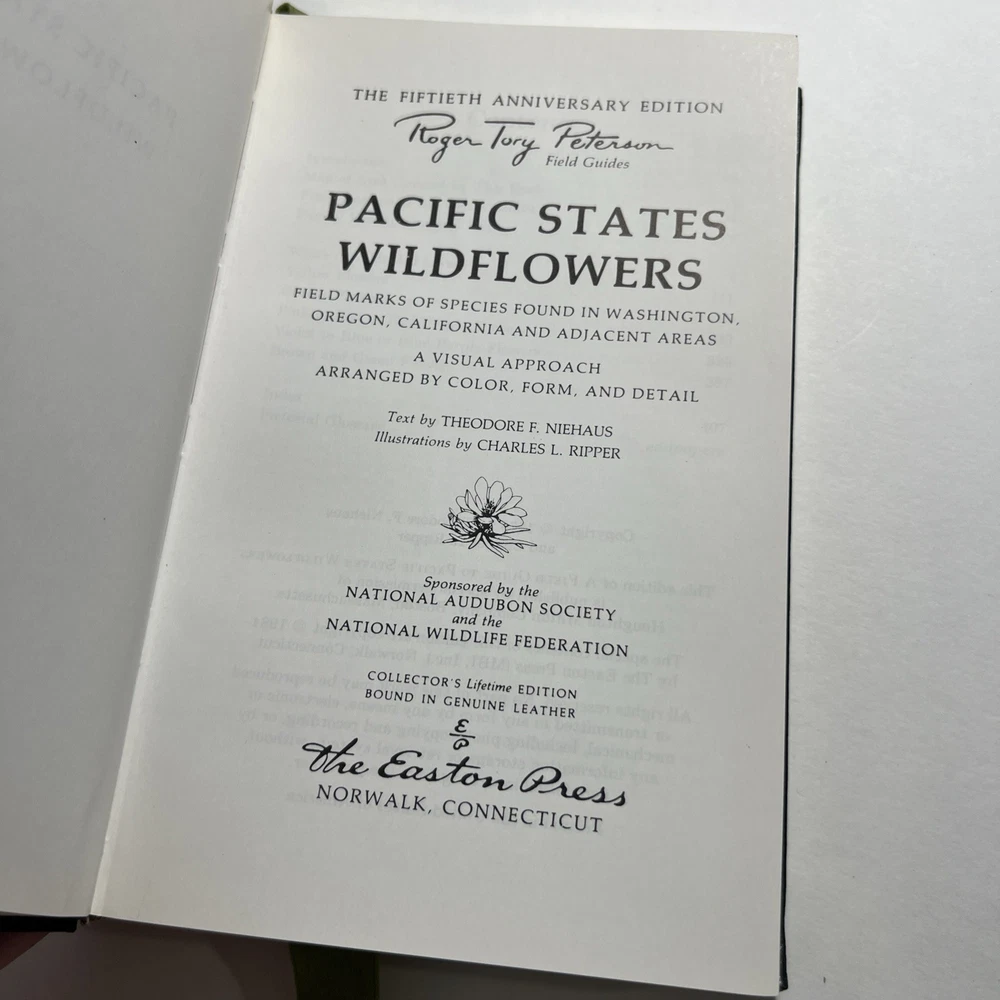 THE FIFTIETH ANNIVERSARY EDITION
Roger Tory Peterson
Field Guides
PACIFIC STATES
WILDFLOWERS
FIELD MARKS OF SPECIES FOUND IN WASHINGTON,
OREGON, CALIFORNIA AND ADJACENT AREAS
A VISUAL APPROACH
ARRANGED BY COLOR, FORM, AND DETAIL
Text by THEODORE F. NIEHAUS
Illustrations by CHARLES L. RIPPER
Sponsored by the
NATIONAL AUDUBON SOCIETY
and the
NATIONAL WILDLIFE FEDERATION
COLLECTOR'S Lifetime EDITION
BOUND IN GENUINE LEATHER
E
P
The Easton Press
NORWALK, CONNECTICUT